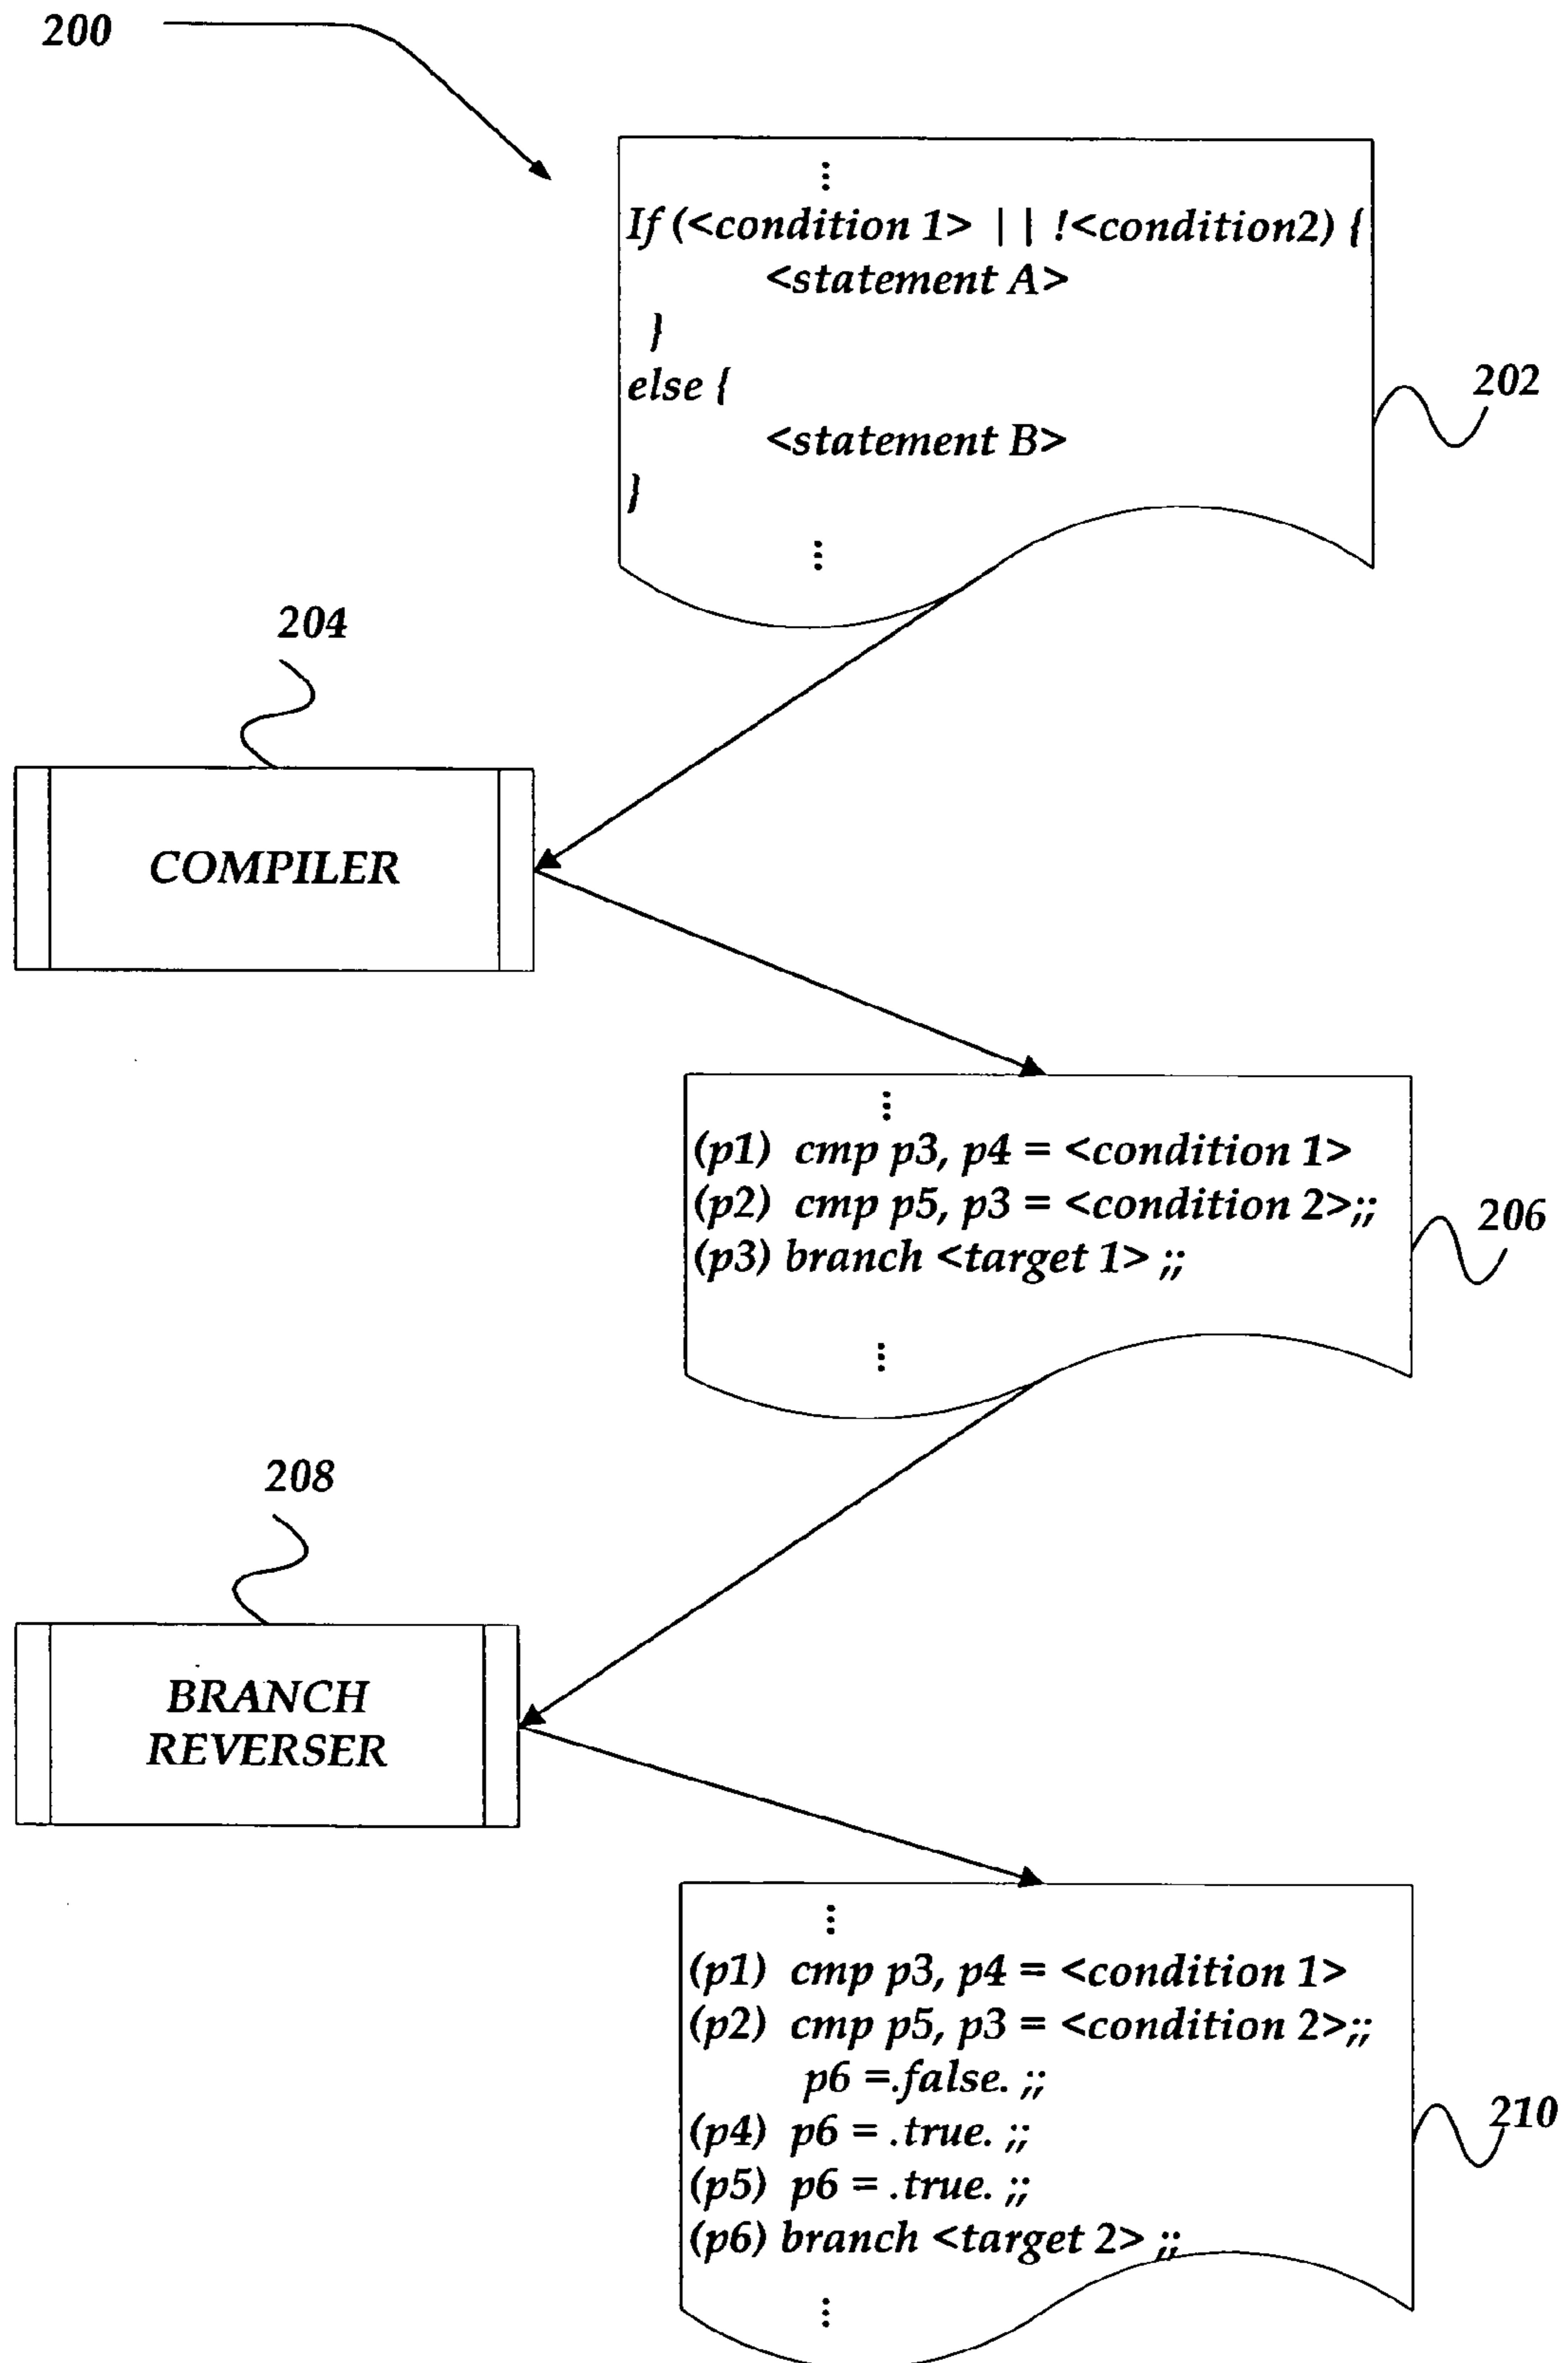 200
⋮
If (<condition 1> || !<condition2) {
<statement A>
}
else {
<statement B>
}
⋮
202
204
COMPILER
⋮
(p1) cmp p3, p4 = <condition 1>
(p2) cmp p5, p3 = <condition 2>;;
(p3) branch <target 1> ;;
⋮
206
208
BRANCH
REVERSER
⋮
(p1) cmp p3, p4 = <condition 1>
(p2) cmp p5, p3 = <condition 2>;;
p6 =.false. ;;
(p4) p6 = .true. ;;
(p5) p6 = .true. ;;
(p6) branch <target 2> ;;
⋮
210